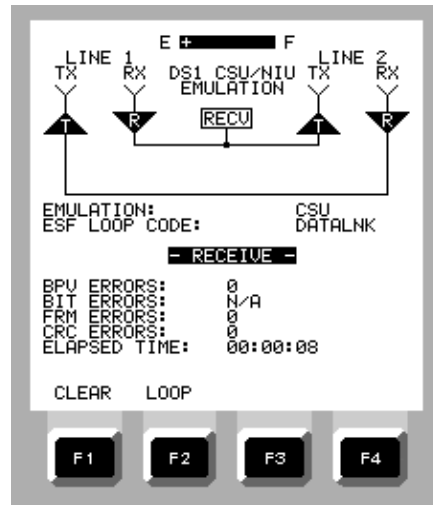 E + F
LINE 1 LINE 2
TX RX DS1 CSU/NIU TX RX
EMULATION
RECV
T R T R
EMULATION: CSU
ESF LOOP CODE: DATALNK
- RECEIVE -
BPV ERRORS: 0
BIT ERRORS: N/A
FRM ERRORS: 0
CRC ERRORS: 0
ELAPSED TIME: 00:00:08
CLEAR LOOP
F1 F2 F3 F4